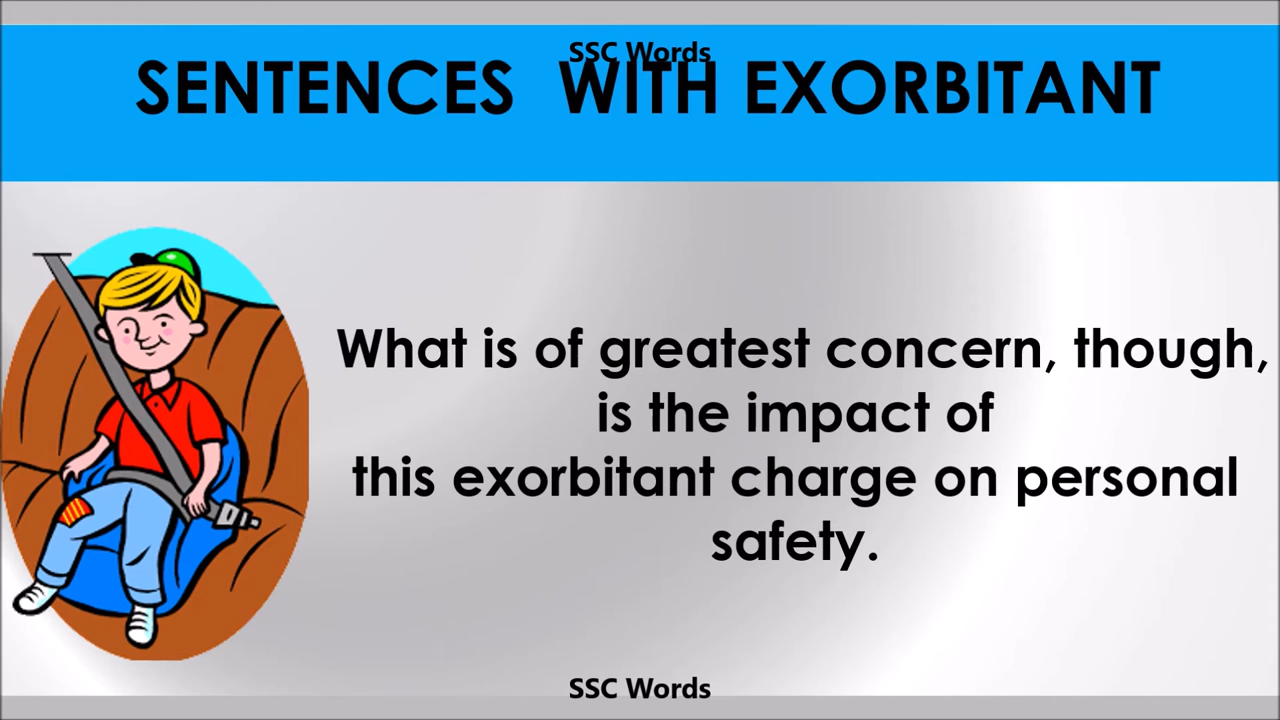 SSC Words
SENTENCES WITH EXORBITANT
What is of greatest concern, though,
is the impact of
this exorbitant charge on personal
safety.
SSC Words